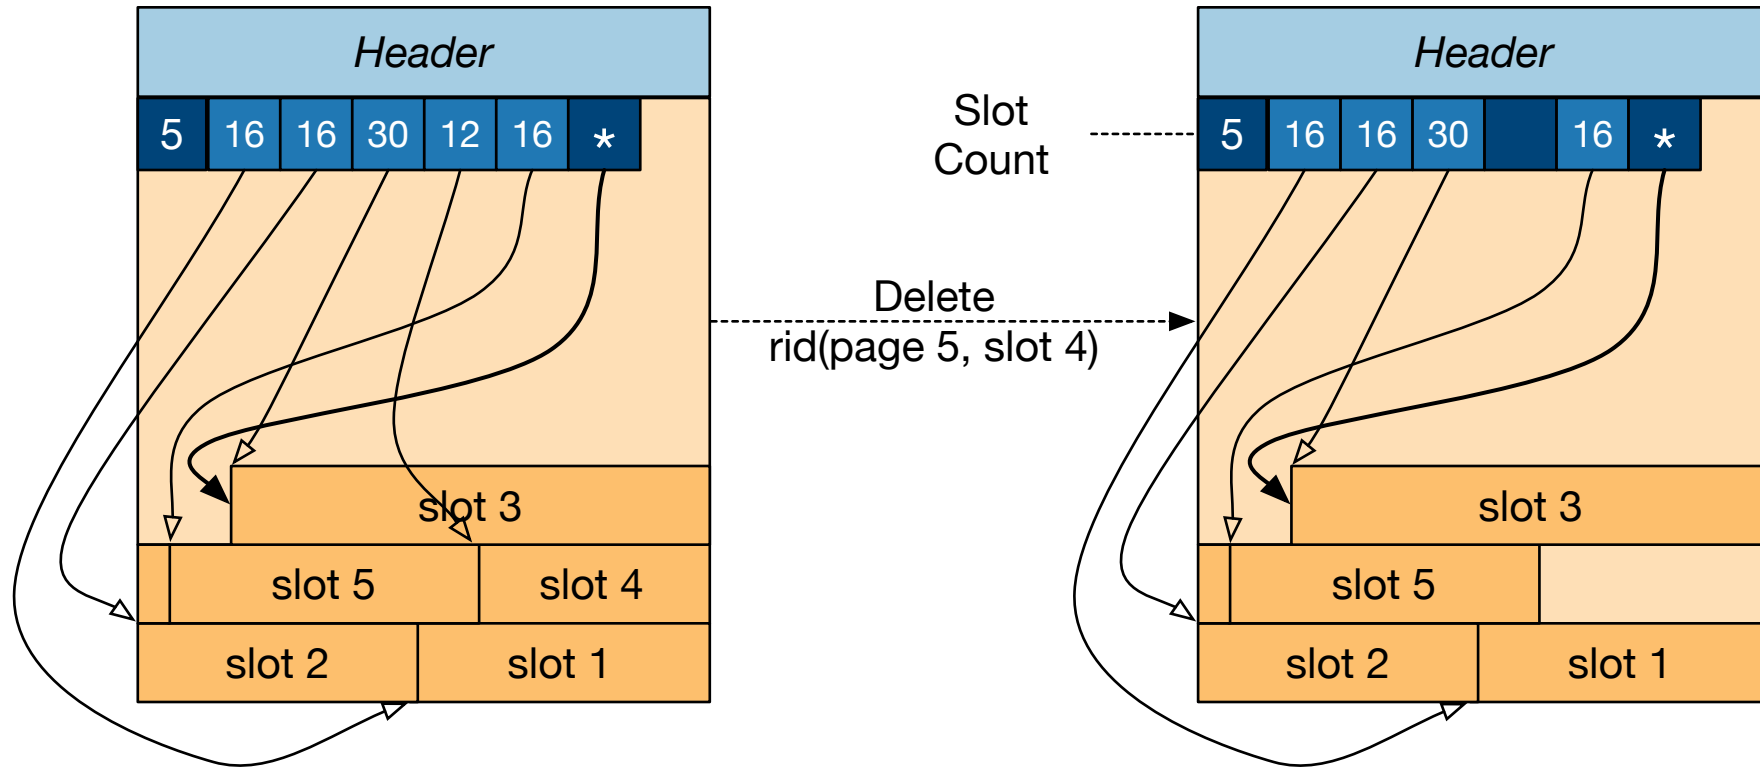 Header
5 16 16 30 12 16 *
slot 3
slot 5 slot 4
slot 2 slot 1
Delete
rid(page 5, slot 4)
Slot
Count
Header
5 16 16 30 16 *
slot 3
slot 5
slot 2 slot 1